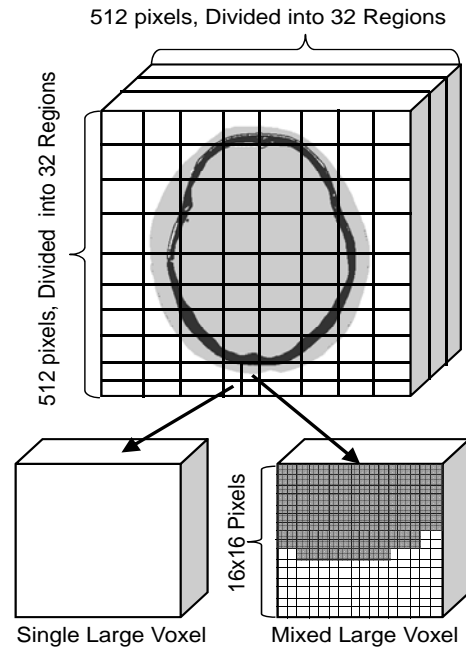 512 pixels, Divided into 32 Regions
512 pixels, Divided into 32 Regions
16x16 Pixels
Single Large Voxel
Mixed Large Voxel